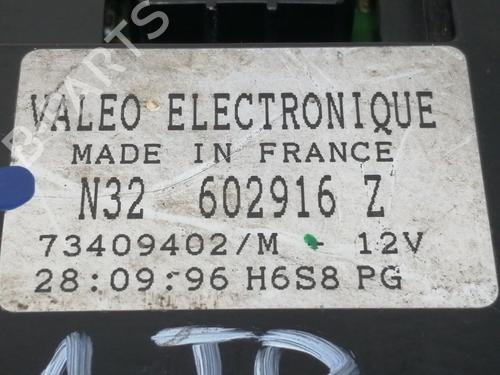 VALEO ELECTRONIQUE
MADE IN FRANCE
N32 602916 Z
73409402/M - 12V
28:09:96 H6S8 PG
B-PARTS